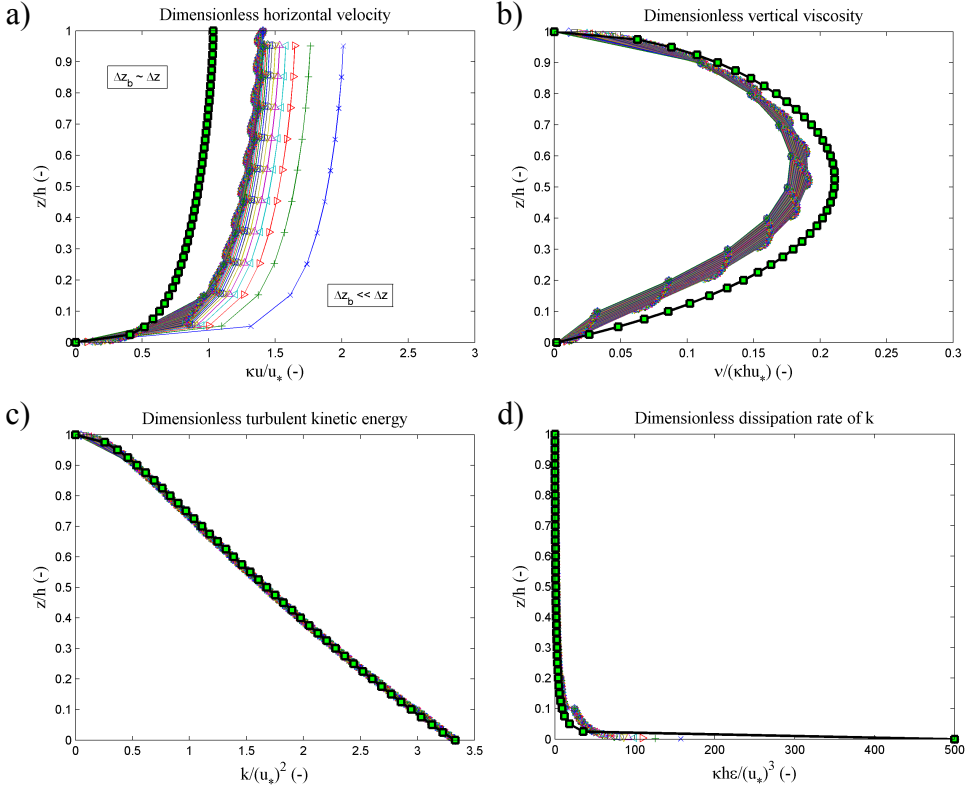 a)
Dimensionless horizontal velocity
1
0.9
0.8
0.7
0.6
0.5
0.4
0.3
0.2
0.1
0
z/h (-)
Δz_b ~ Δz
Δz_b << Δz
0 0.5 1 1.5 2 2.5 3
κu/u_* (-)
b)
Dimensionless vertical viscosity
1
0.9
0.8
0.7
0.6
0.5
0.4
0.3
0.2
0.1
0
z/h (-)
0 0.05 0.1 0.15 0.2 0.25 0.3
ν/(κhu_*) (-)
c)
Dimensionless turbulent kinetic energy
1
0.9
0.8
0.7
0.6
0.5
0.4
0.3
0.2
0.1
0
z/h (-)
0 0.5 1 1.5 2 2.5 3 3.5
k/(u_*)² (-)
d)
Dimensionless dissipation rate of k
1
0.9
0.8
0.7
0.6
0.5
0.4
0.3
0.2
0.1
0
z/h (-)
0 100 200 300 400 500
κhε/(u_*)³ (-)